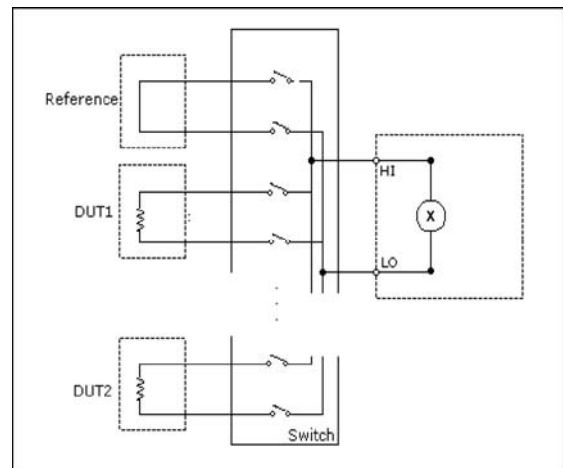 Reference
HI
DUT1
X
LO
DUT2
Switch